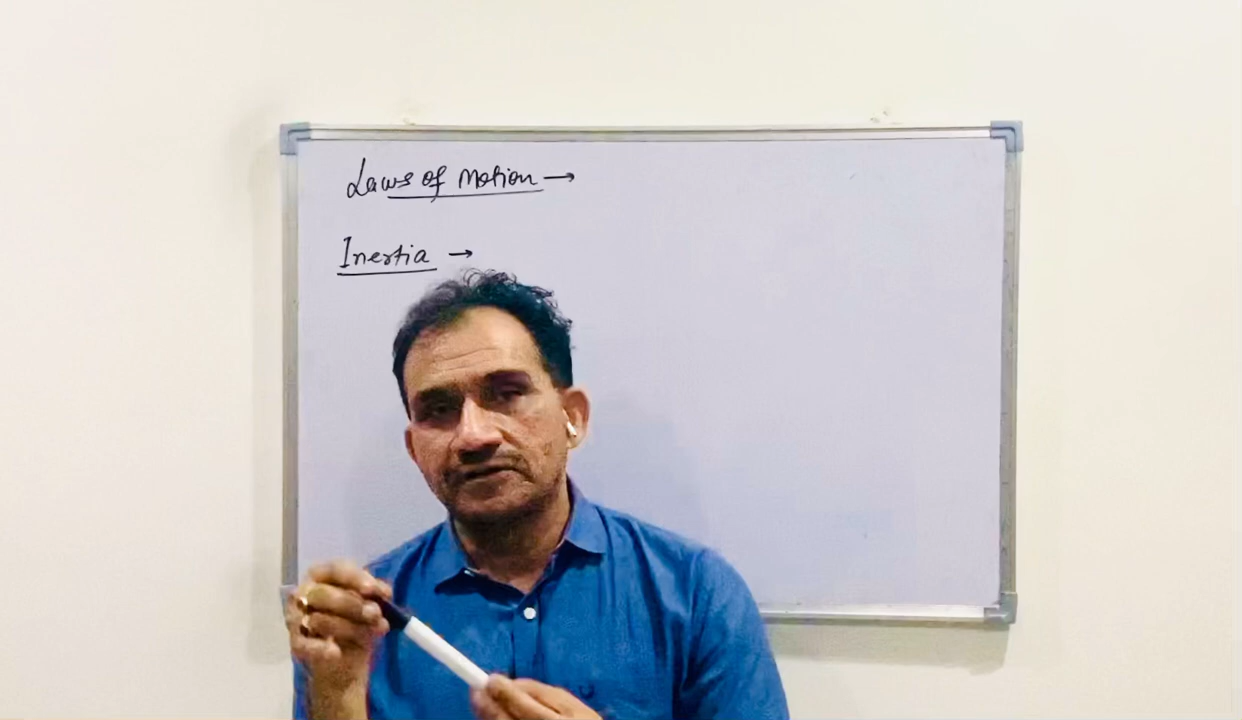 Laws of Motion →
Inertia →